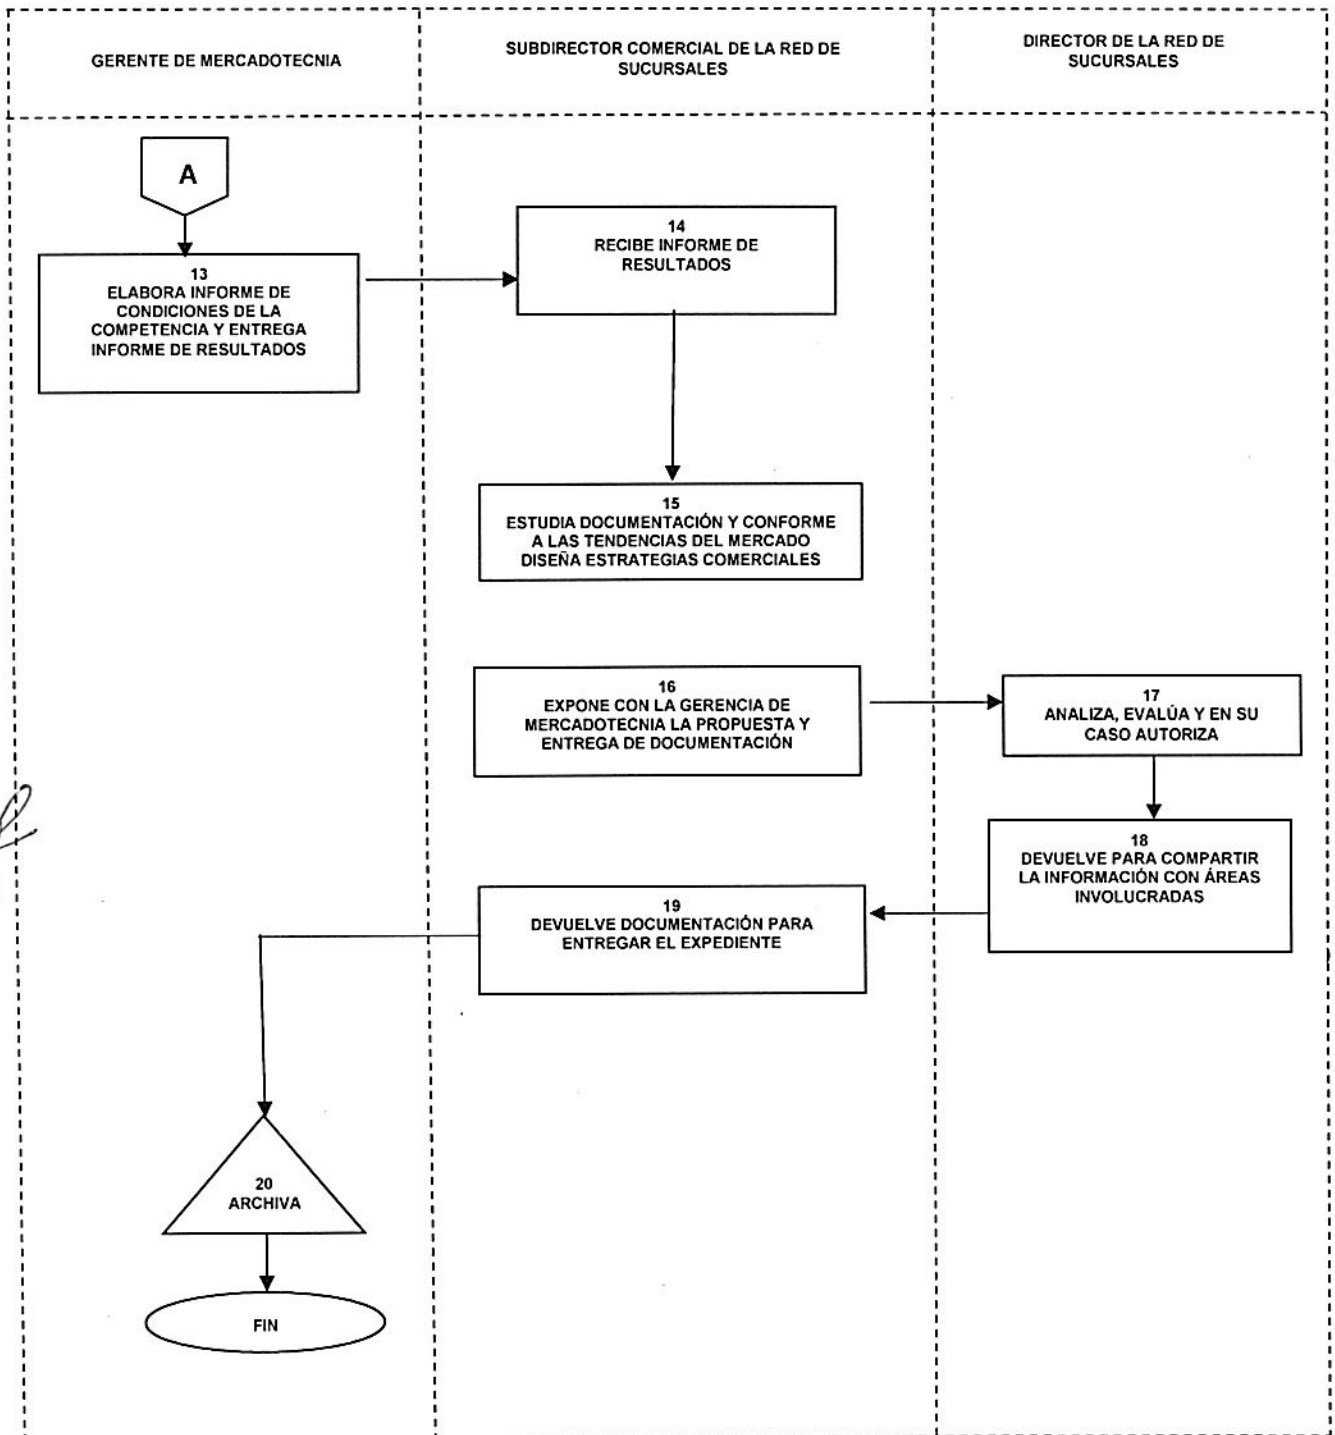 GERENTE DE MERCADOTECNIA
SUBDIRECTOR COMERCIAL DE LA RED DE
SUCURSALES
DIRECTOR DE LA RED DE
SUCURSALES
A
13
ELABORA INFORME DE
CONDICIONES DE LA
COMPETENCIA Y ENTREGA
INFORME DE RESULTADOS
14
RECIBE INFORME DE
RESULTADOS
15
ESTUDIA DOCUMENTACIÓN Y CONFORME
A LAS TENDENCIAS DEL MERCADO
DISEÑA ESTRATEGIAS COMERCIALES
16
EXPONE CON LA GERENCIA DE
MERCADOTECNIA LA PROPUESTA Y
ENTREGA DE DOCUMENTACIÓN
17
ANALIZA, EVALÚA Y EN SU
CASO AUTORIZA
18
DEVUELVE PARA COMPARTIR
LA INFORMACIÓN CON ÁREAS
INVOLUCRADAS
19
DEVUELVE DOCUMENTACIÓN PARA
ENTREGAR EL EXPEDIENTE
20
ARCHIVA
FIN